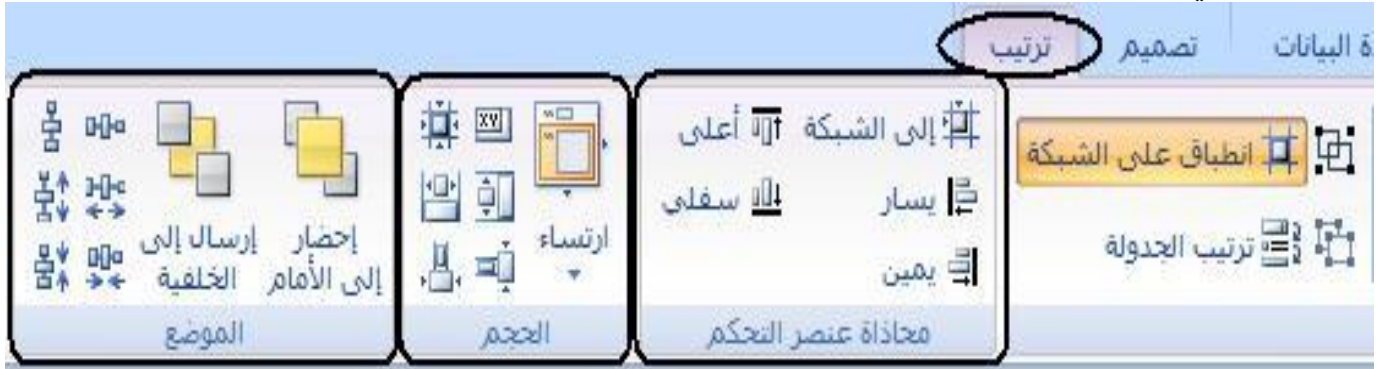 ة البيانات تصميم ترتيب
انطباق على الشبكة
ترتيب الجدولة
إلى الشبكة أعلى
يسار سفلي
يمين
محاذاة عنصر التحكم
ارتساء
الحجم
إحضار إلى الأمام
إرسال إلى الخلفية
الموضع